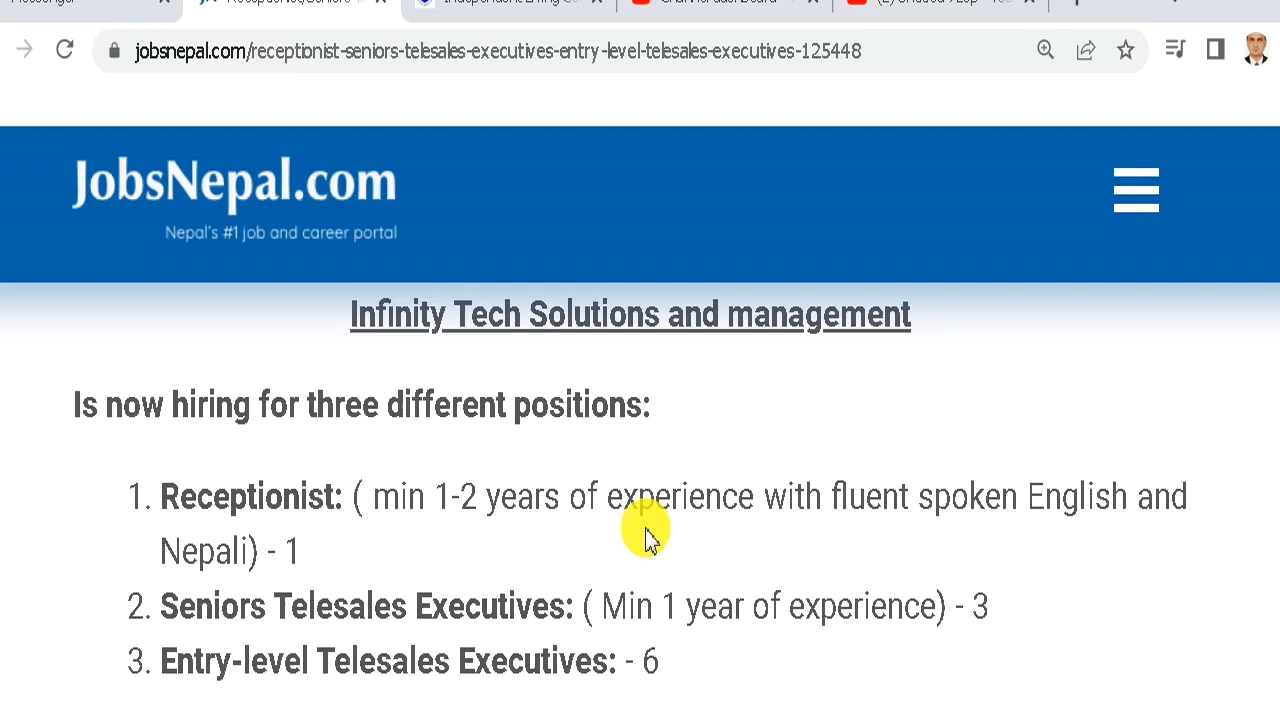 jobsnepal.com/receptionist-seniors-telesales-executives-entry-level-telesales-executives-125448
JobsNepal.com
Nepal's #1 job and career portal
Infinity Tech Solutions and management
Is now hiring for three different positions:
1. Receptionist: ( min 1-2 years of experience with fluent spoken English and
Nepali) - 1
2. Seniors Telesales Executives: ( Min 1 year of experience) - 3
3. Entry-level Telesales Executives: - 6